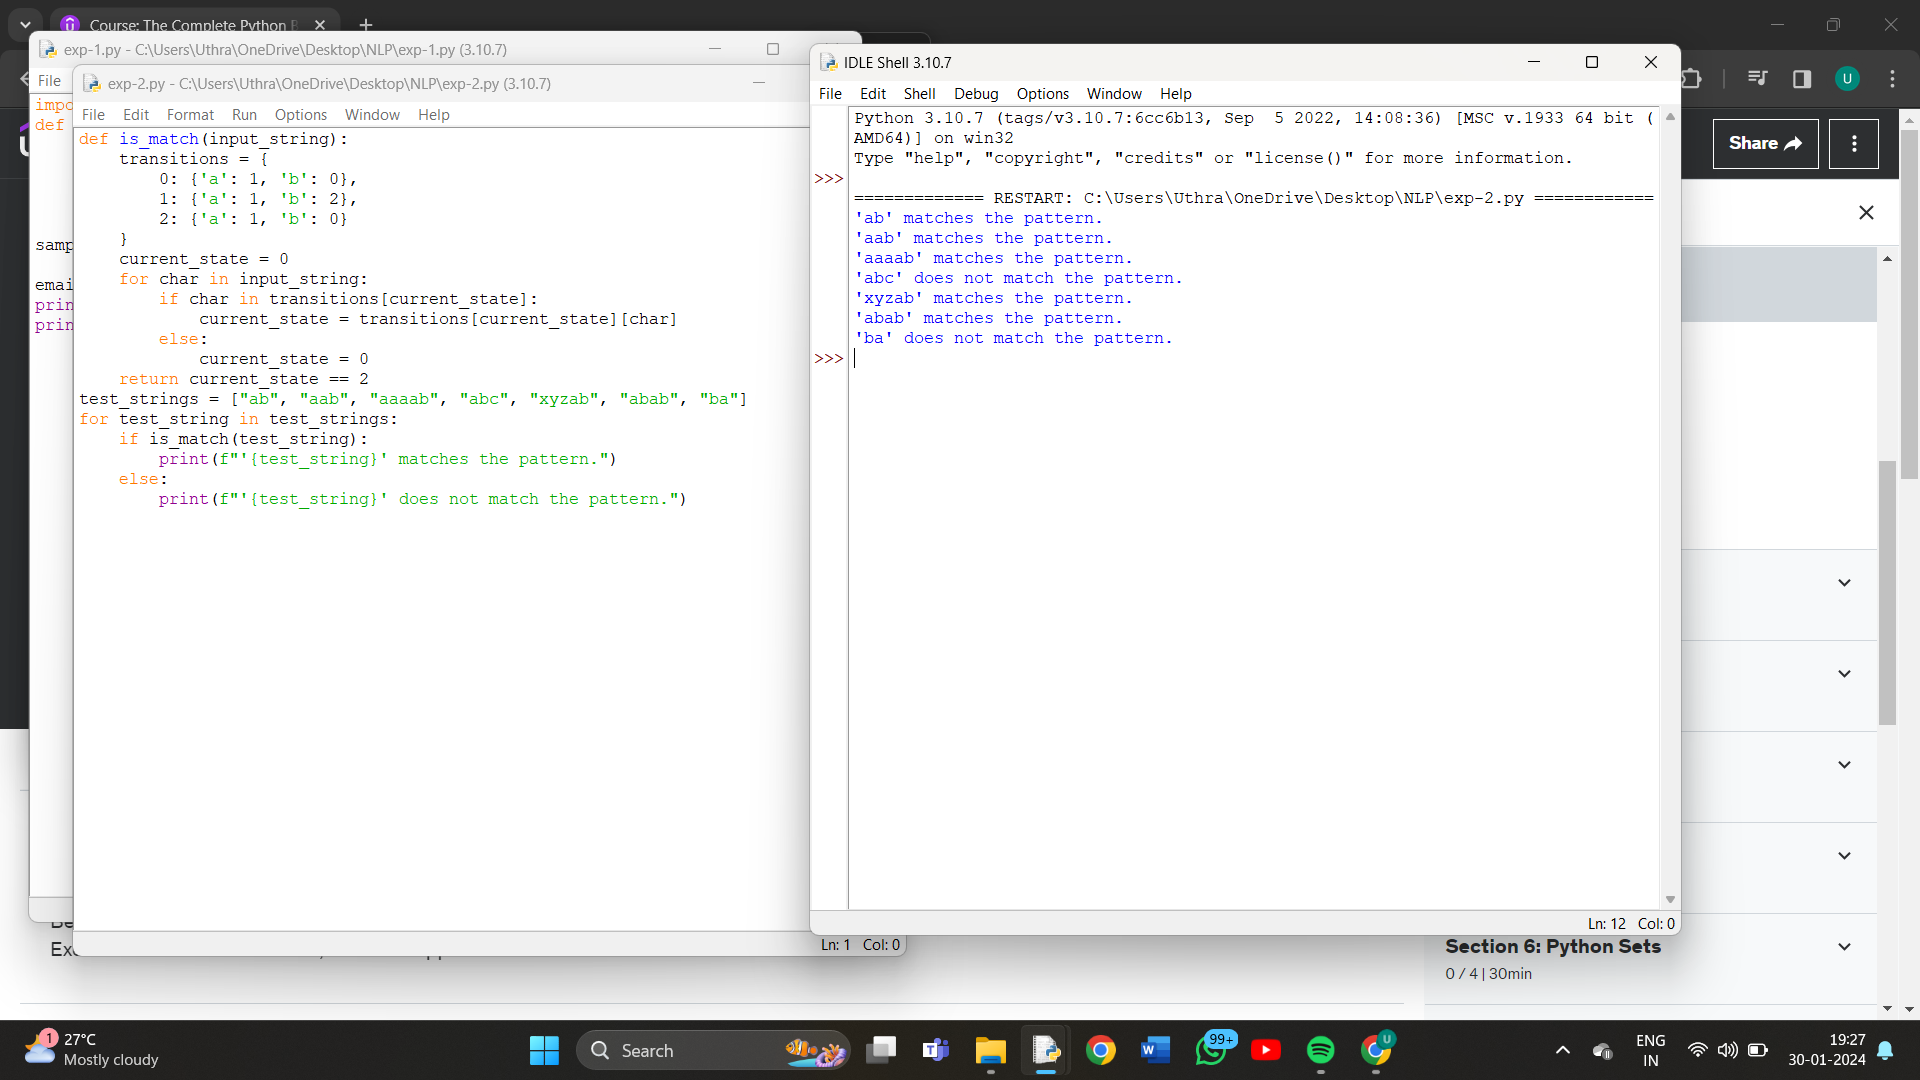 Course: The Complete Python B
exp-1.py - C:\Users\Uthra\OneDrive\Desktop\NLP\exp-1.py (3.10.7)
File
impo
def
samp
emai
prin
prin
exp-2.py - C:\Users\Uthra\OneDrive\Desktop\NLP\exp-2.py (3.10.7)
File Edit Format Run Options Window Help
def is_match(input_string):
    transitions = {
        0: {'a': 1, 'b': 0},
        1: {'a': 1, 'b': 2},
        2: {'a': 1, 'b': 0}
    }
    current_state = 0
    for char in input_string:
        if char in transitions[current_state]:
            current_state = transitions[current_state][char]
        else:
            current_state = 0
    return current_state == 2
test_strings = ["ab", "aab", "aaaab", "abc", "xyzab", "abab", "ba"]
for test_string in test_strings:
    if is_match(test_string):
        print(f"'{test_string}' matches the pattern.")
    else:
        print(f"'{test_string}' does not match the pattern.")
Ln: 1 Col: 0
IDLE Shell 3.10.7
File Edit Shell Debug Options Window Help
Python 3.10.7 (tags/v3.10.7:6cc6b13, Sep  5 2022, 14:08:36) [MSC v.1933 64 bit (
AMD64)] on win32
Type "help", "copyright", "credits" or "license()" for more information.
>>>
============= RESTART: C:\Users\Uthra\OneDrive\Desktop\NLP\exp-2.py ============
'ab' matches the pattern.
'aab' matches the pattern.
'aaaab' matches the pattern.
'abc' does not match the pattern.
'xyzab' matches the pattern.
'abab' matches the pattern.
'ba' does not match the pattern.
>>>
Ln: 12 Col: 0
U
Share
Section 6: Python Sets
0 / 4 | 30min
1
27°C
Mostly cloudy
Search
99+
U
ENG
IN
19:27
30-01-2024